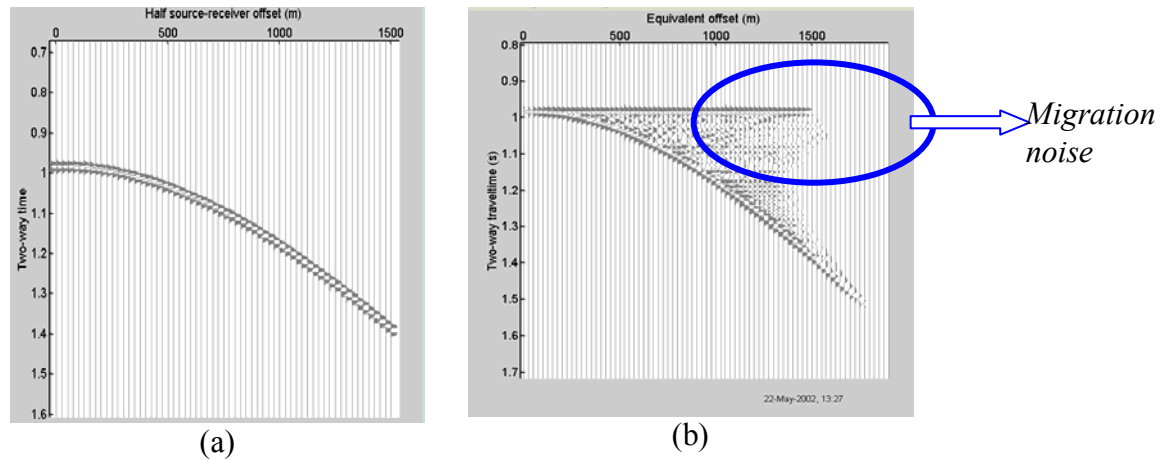 Half source-receiver offset (m)
0 500 1000 1500
Two-way time
0.7
0.8
0.9
1
1.1
1.2
1.3
1.4
1.5
1.6
(a)
Equivalent offset (m)
0 500 1000 1500
Two-way traveltime (s)
0.8
0.9
1
1.1
1.2
1.3
1.4
1.5
1.6
1.7
22-May-2002, 13:27
(b)
Migration
noise